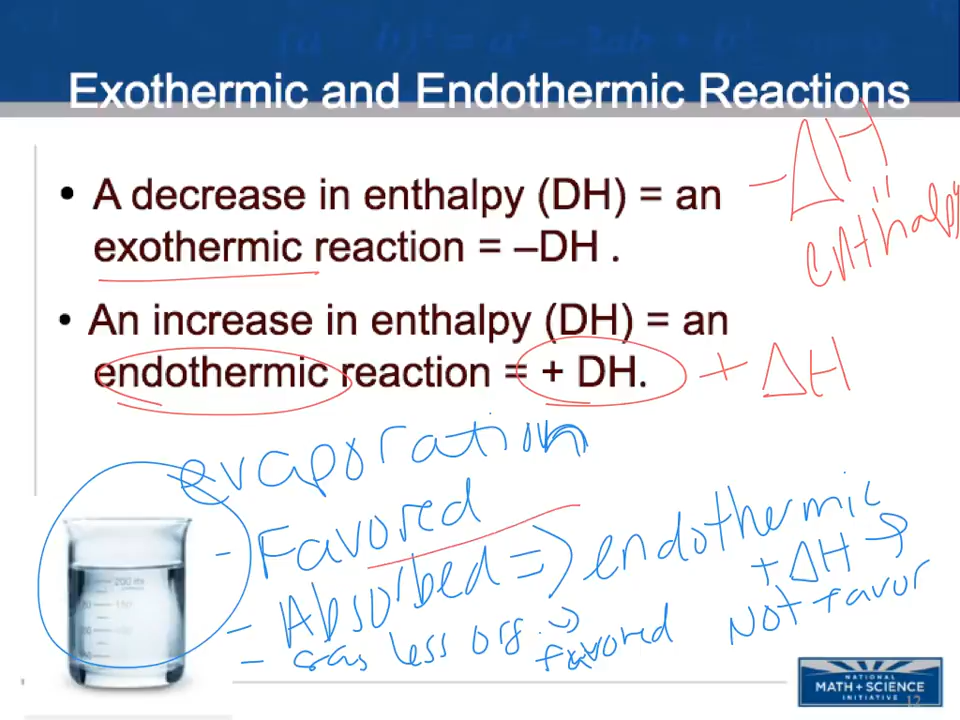 Exothermic and Endothermic Reactions
• A decrease in enthalpy (DH) = an
exothermic reaction = –DH .
- ΔH
enthalpy
• An increase in enthalpy (DH) = an
endothermic reaction = + DH.
+ ΔH
evaporation
- Favored
- Absorbed => endothermic
+ ΔH →
Not favor
- gas less org. → favored
NATIONAL
MATH + SCIENCE
INITIATIVE
12